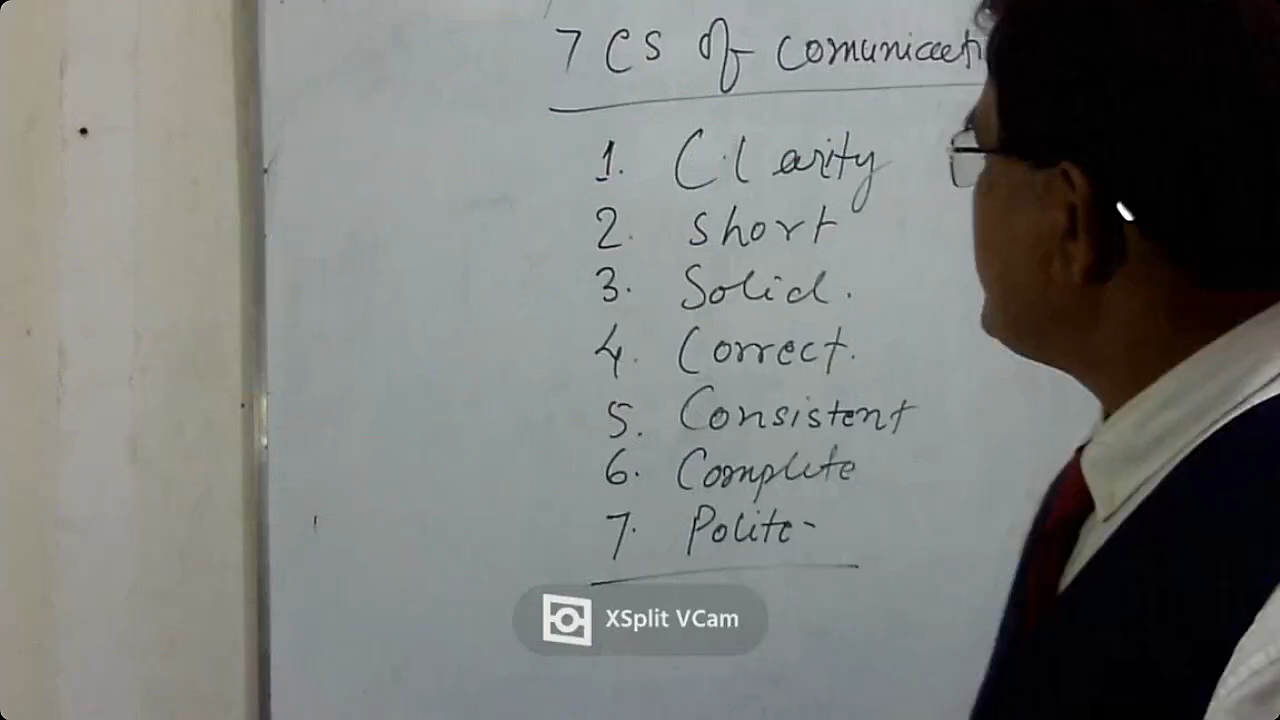 7 CS of comunicati
1. Clarity
2. Short
3. Solid.
4. Correct.
5. Consistent
6. Complete
7. Polite-
XSplit VCam